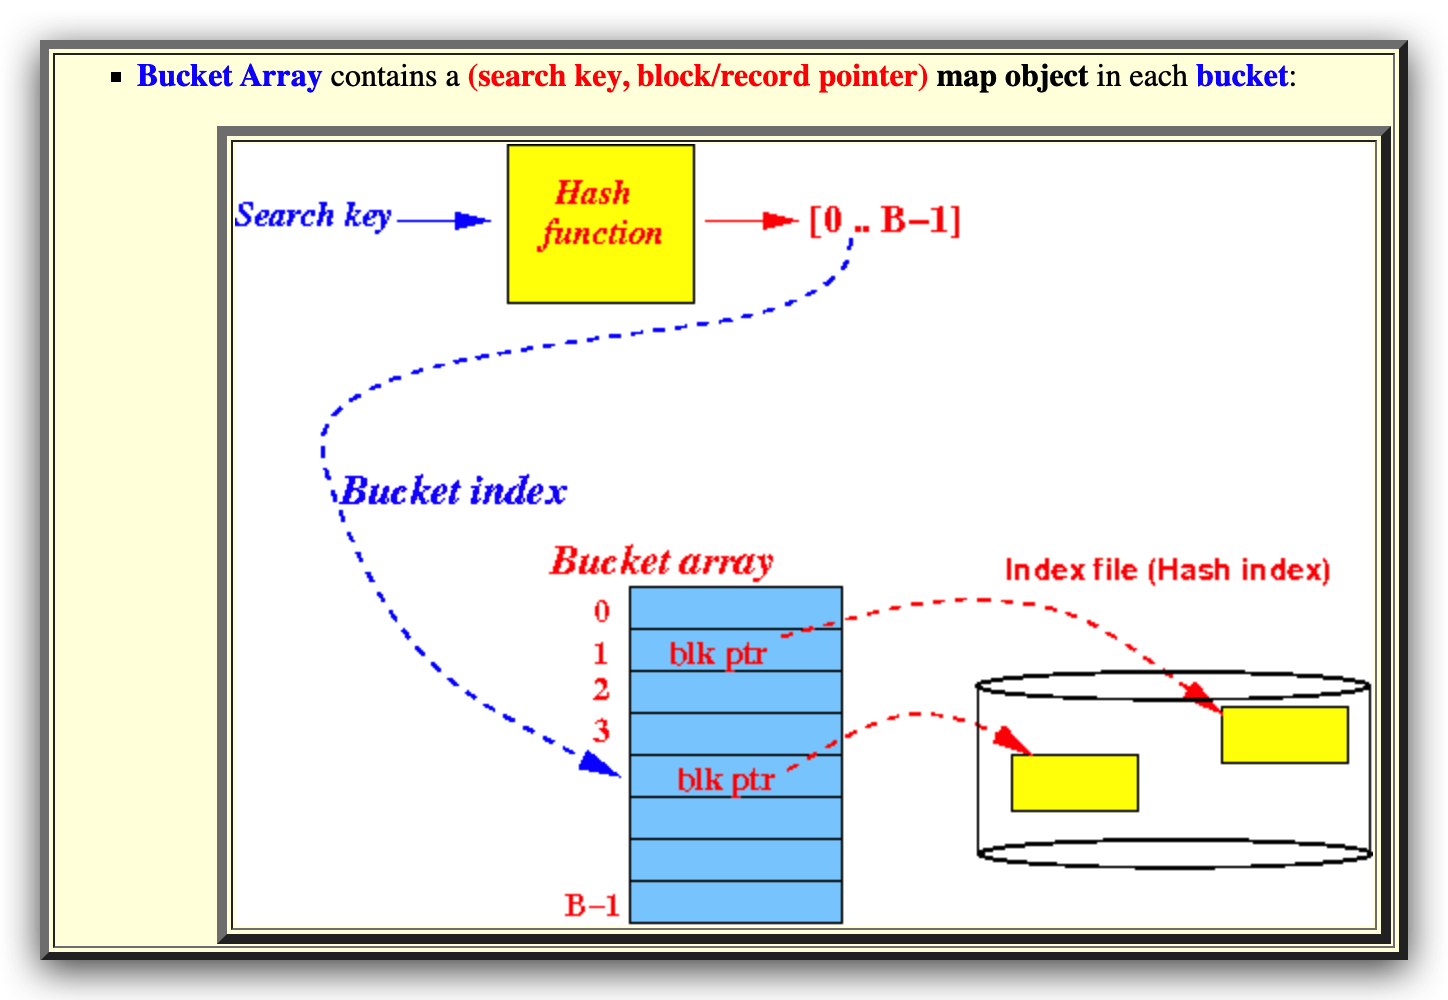 Bucket Array contains a (search key, block/record pointer) map object in each bucket:
Search key
Hash
function
[0 .. B-1]
Bucket index
Bucket array
Index file (Hash index)
0
1
blk ptr
2
3
blk ptr
B-1